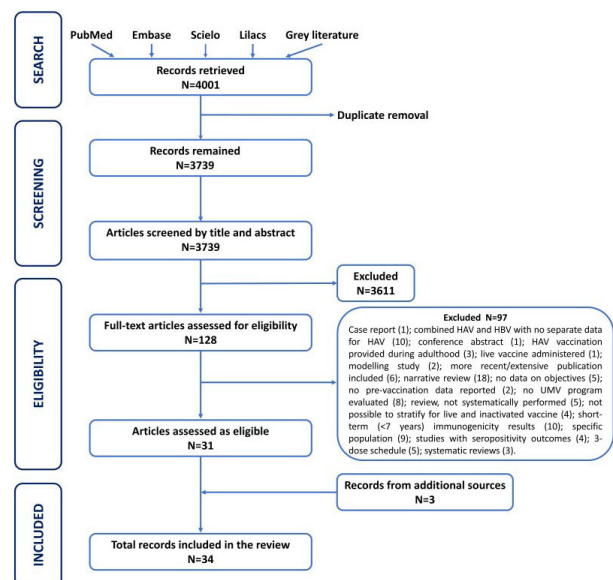 SEARCH
PubMed Embase Scielo Lilacs Grey literature
Records retrieved
N=4001
Duplicate removal
SCREENING
Records remained
N=3739
Articles screened by title and abstract
N=3739
Excluded
N=3611
ELIGIBILITY
Full-text articles assessed for eligibility
N=128
Excluded N=97
Case report (1); combined HAV and HBV with no separate data
for HAV (10); conference abstract (1); HAV vaccination
provided during adulthood (3); live vaccine administered (1);
modelling study (2); more recent/extensive publication
included (6); narrative review (18); no data on objectives (5);
no pre-vaccination data reported (2); no UMV program
evaluated (8); review, not systematically performed (5); not
possible to stratify for live and inactivated vaccine (4); short-
term (<7 years) immunogenicity results (10); specific
population (9); studies with seropositivity outcomes (4); 3-
dose schedule (5); systematic reviews (3).
Articles assessed as eligible
N=31
Records from additional sources
N=3
INCLUDED
Total records included in the review
N=34